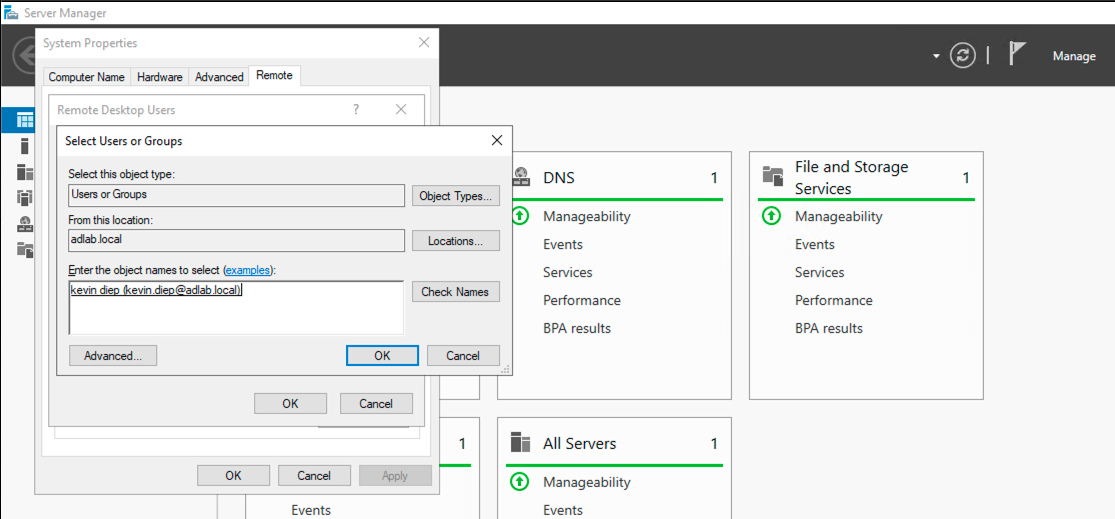 Server Manager
System Properties
Manage
Computer Name Hardware Advanced Remote
Remote Desktop Users ?
Select Users or Groups
Select this object type:
Users or Groups
Object Types...
From this location:
adlab.local
Locations...
Enter the object names to select (examples):
kevin diep (kevin.diep@adlab.local)
Check Names
Advanced...
OK
Cancel
OK
Cancel
OK
Cancel
Apply
DNS 1
Manageability
Events
Services
Performance
BPA results
File and Storage
Services 1
Manageability
Events
Services
Performance
BPA results
1
Events
All Servers 1
Manageability
Events